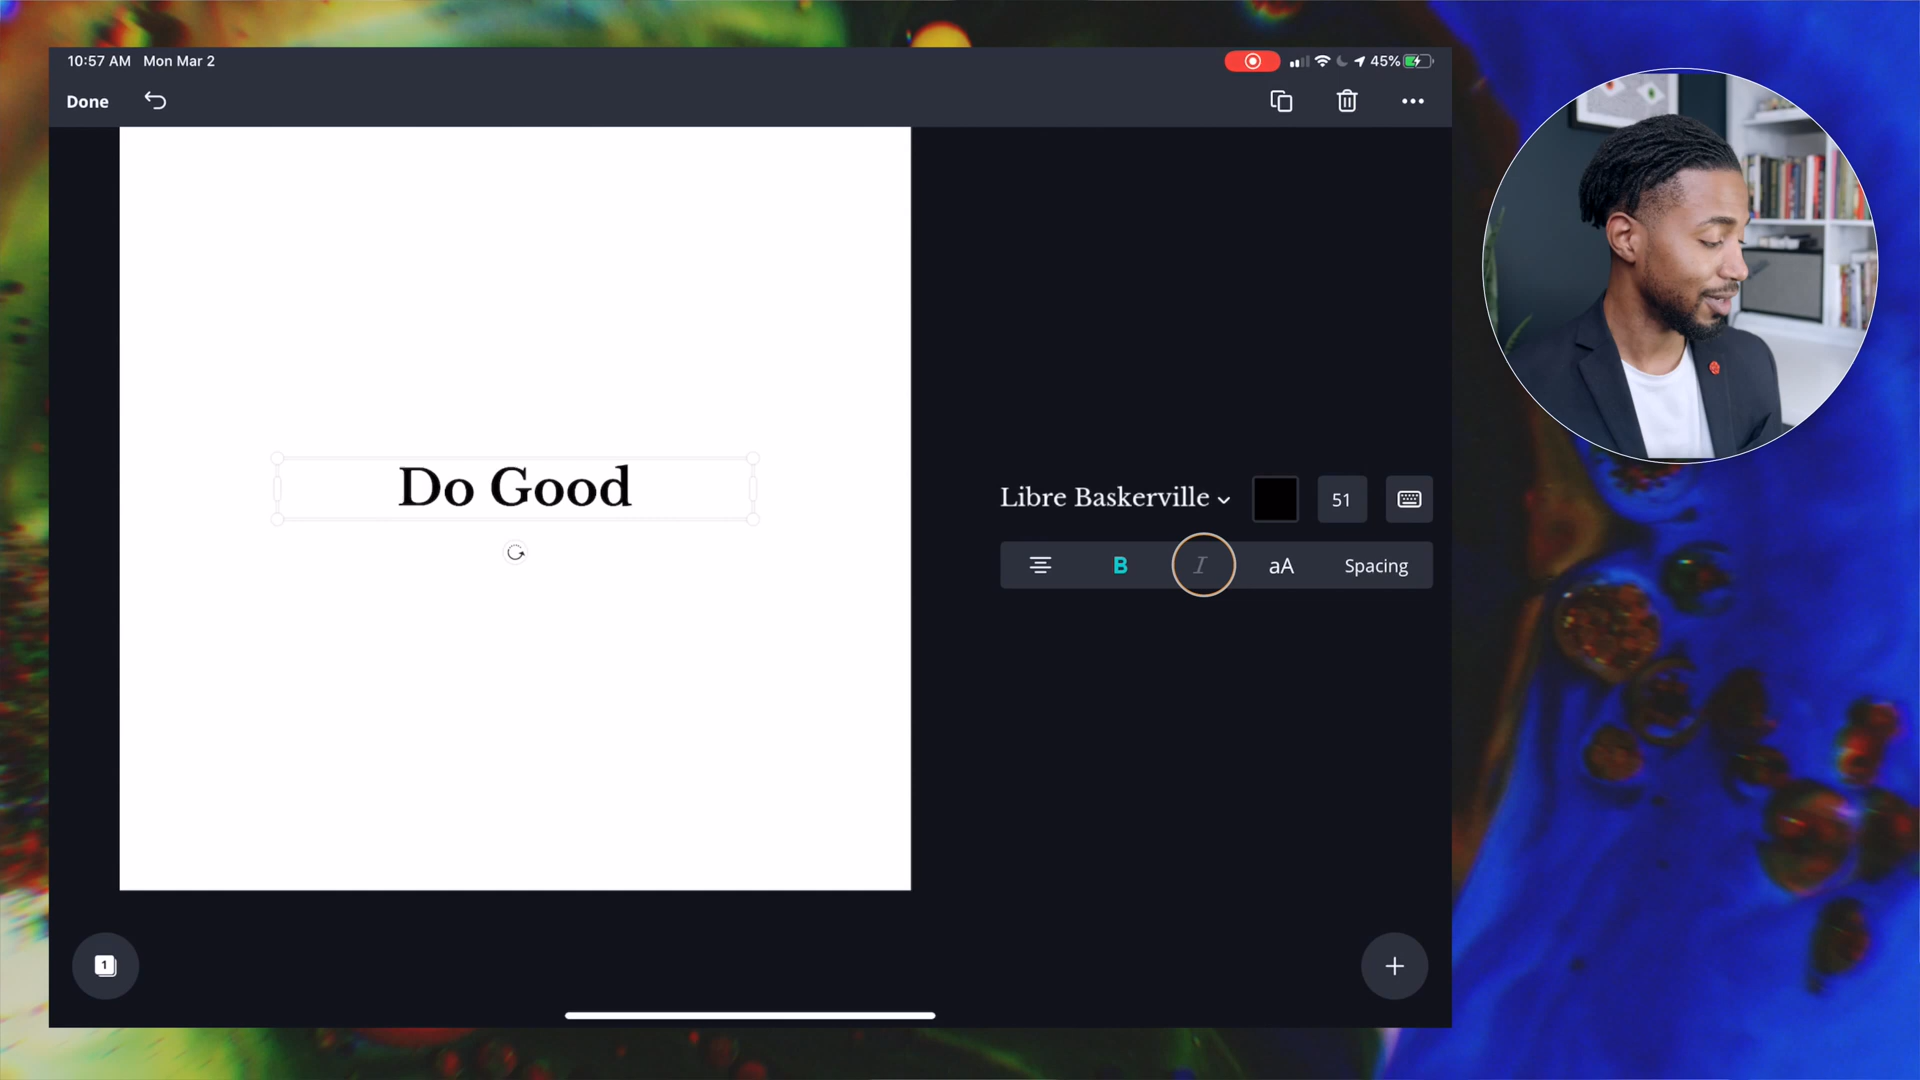 10:57 AM Mon Mar 2
45%
Done
Do Good
Libre Baskerville
51
B I aA Spacing
1